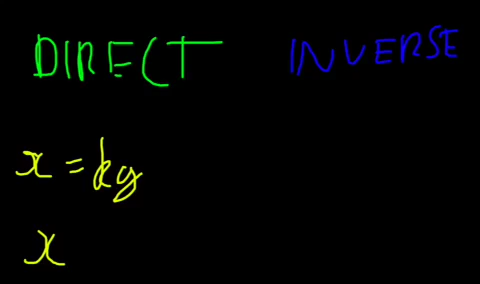 DIRECT INVERSE
x = ky
x